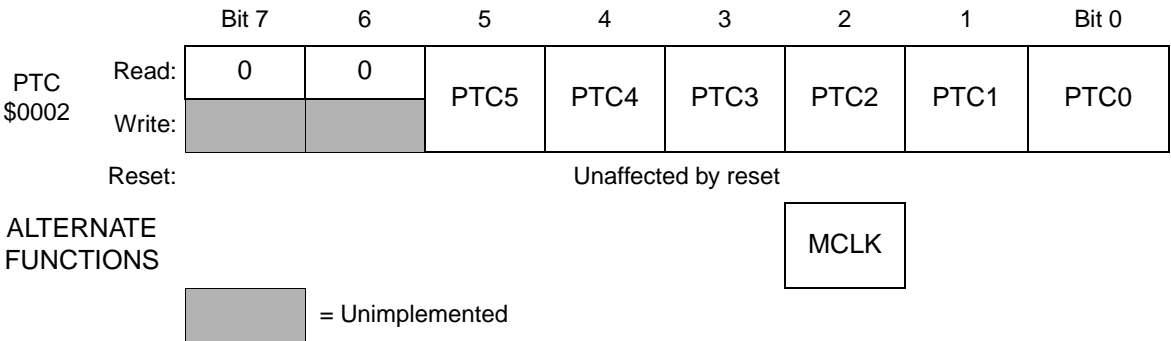 Bit 7 6 5 4 3 2 1 Bit 0
PTC
$0002
Read: 0 0 PTC5 PTC4 PTC3 PTC2 PTC1 PTC0
Write:
Reset: Unaffected by reset
ALTERNATE
FUNCTIONS
MCLK
= Unimplemented